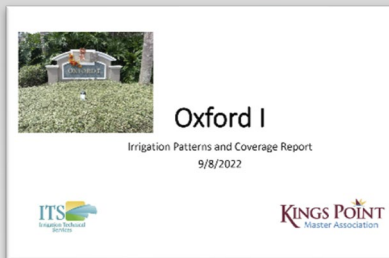 OXFORD I
Oxford I
Irrigation Patterns and Coverage Report
9/8/2022
ITS
Irrigation Technical
Services
KINGS POINT
Master Association